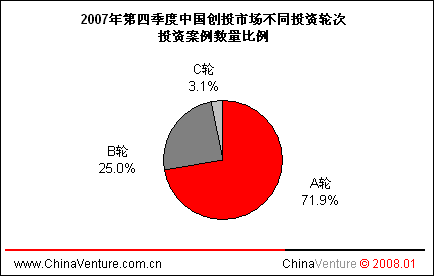 2007年第四季度中国创投市场不同投资轮次
投资案例数量比例
C轮
3.1%
B轮
25.0%
A轮
71.9%
www.ChinaVenture.com.cn
ChinaVenture © 2008.01